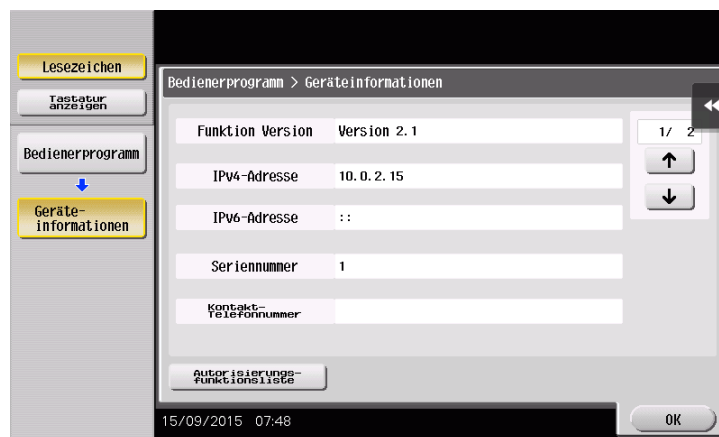 Lesezeichen
Tastatur
anzeigen
Bedienerprogramm
Geräte-
informationen
Bedienerprogramm > Geräteinformationen
Funktion Version Version 2.1
1/ 2
IPv4-Adresse 10.0.2.15
IPv6-Adresse ::
Seriennummer 1
Kontakt-
Telefonnummer
Autorisierungs-
funktionsliste
15/09/2015 07:48
OK